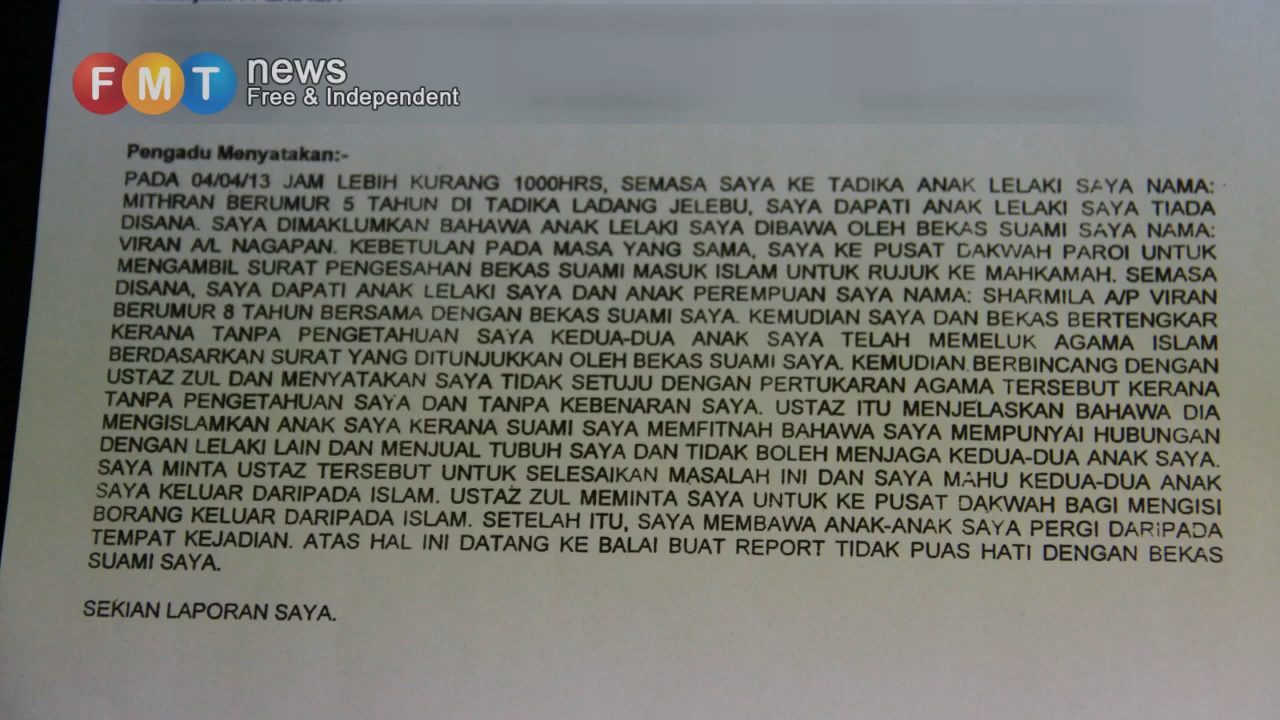 FMT news
Free & Independent
Pengadu Menyatakan:-
PADA 04/04/13 JAM LEBIH KURANG 1000HRS, SEMASA SAYA KE TADIKA ANAK LELAKI SAYA NAMA:
MITHRAN BERUMUR 5 TAHUN DI TADIKA LADANG JELEBU, SAYA DAPATI ANAK LELAKI SAYA TIADA
DISANA. SAYA DIMAKLUMKAN BAHAWA ANAK LELAKI SAYA DIBAWA OLEH BEKAS SUAMI SAYA NAMA:
VIRAN A/L NAGAPAN. KEBETULAN PADA MASA YANG SAMA, SAYA KE PUSAT DAKWAH PAROI UNTUK
MENGAMBIL SURAT PENGESAHAN BEKAS SUAMI MASUK ISLAM UNTUK RUJUK KE MAHKAMAH. SEMASA
DISANA, SAYA DAPATI ANAK LELAKI SAYA DAN ANAK PEREMPUAN SAYA NAMA: SHARMILA A/P VIRAN
BERUMUR 8 TAHUN BERSAMA DENGAN BEKAS SUAMI SAYA. KEMUDIAN SAYA DAN BEKAS BERTENGKAR
KERANA TANPA PENGETAHUAN SAYA KEDUA-DUA ANAK SAYA TELAH MEMELUK AGAMA ISLAM
BERDASARKAN SURAT YANG DITUNJUKKAN OLEH BEKAS SUAMI SAYA. KEMUDIAN BERBINCANG DENGAN
USTAZ ZUL DAN MENYATAKAN SAYA TIDAK SETUJU DENGAN PERTUKARAN AGAMA TERSEBUT KERANA
TANPA PENGETAHUAN SAYA DAN TANPA KEBENARAN SAYA. USTAZ ITU MENJELASKAN BAHAWA DIA
MENGISLAMKAN ANAK SAYA KERANA SUAMI SAYA MEMFITNAH BAHAWA SAYA MEMPUNYAI HUBUNGAN
DENGAN LELAKI LAIN DAN MENJUAL TUBUH SAYA DAN TIDAK BOLEH MENJAGA KEDUA-DUA ANAK SAYA.
SAYA MINTA USTAZ TERSEBUT UNTUK SELESAIKAN MASALAH INI DAN SAYA MAHU KEDUA-DUA ANAK
SAYA KELUAR DARIPADA ISLAM. USTAZ ZUL MEMINTA SAYA UNTUK KE PUSAT DAKWAH BAGI MENGISI
BORANG KELUAR DARIPADA ISLAM. SETELAH ITU, SAYA MEMBAWA ANAK-ANAK SAYA PERGI DARIPADA
TEMPAT KEJADIAN. ATAS HAL INI DATANG KE BALAI BUAT REPORT TIDAK PUAS HATI DENGAN BEKAS
SUAMI SAYA.
SEKIAN LAPORAN SAYA.